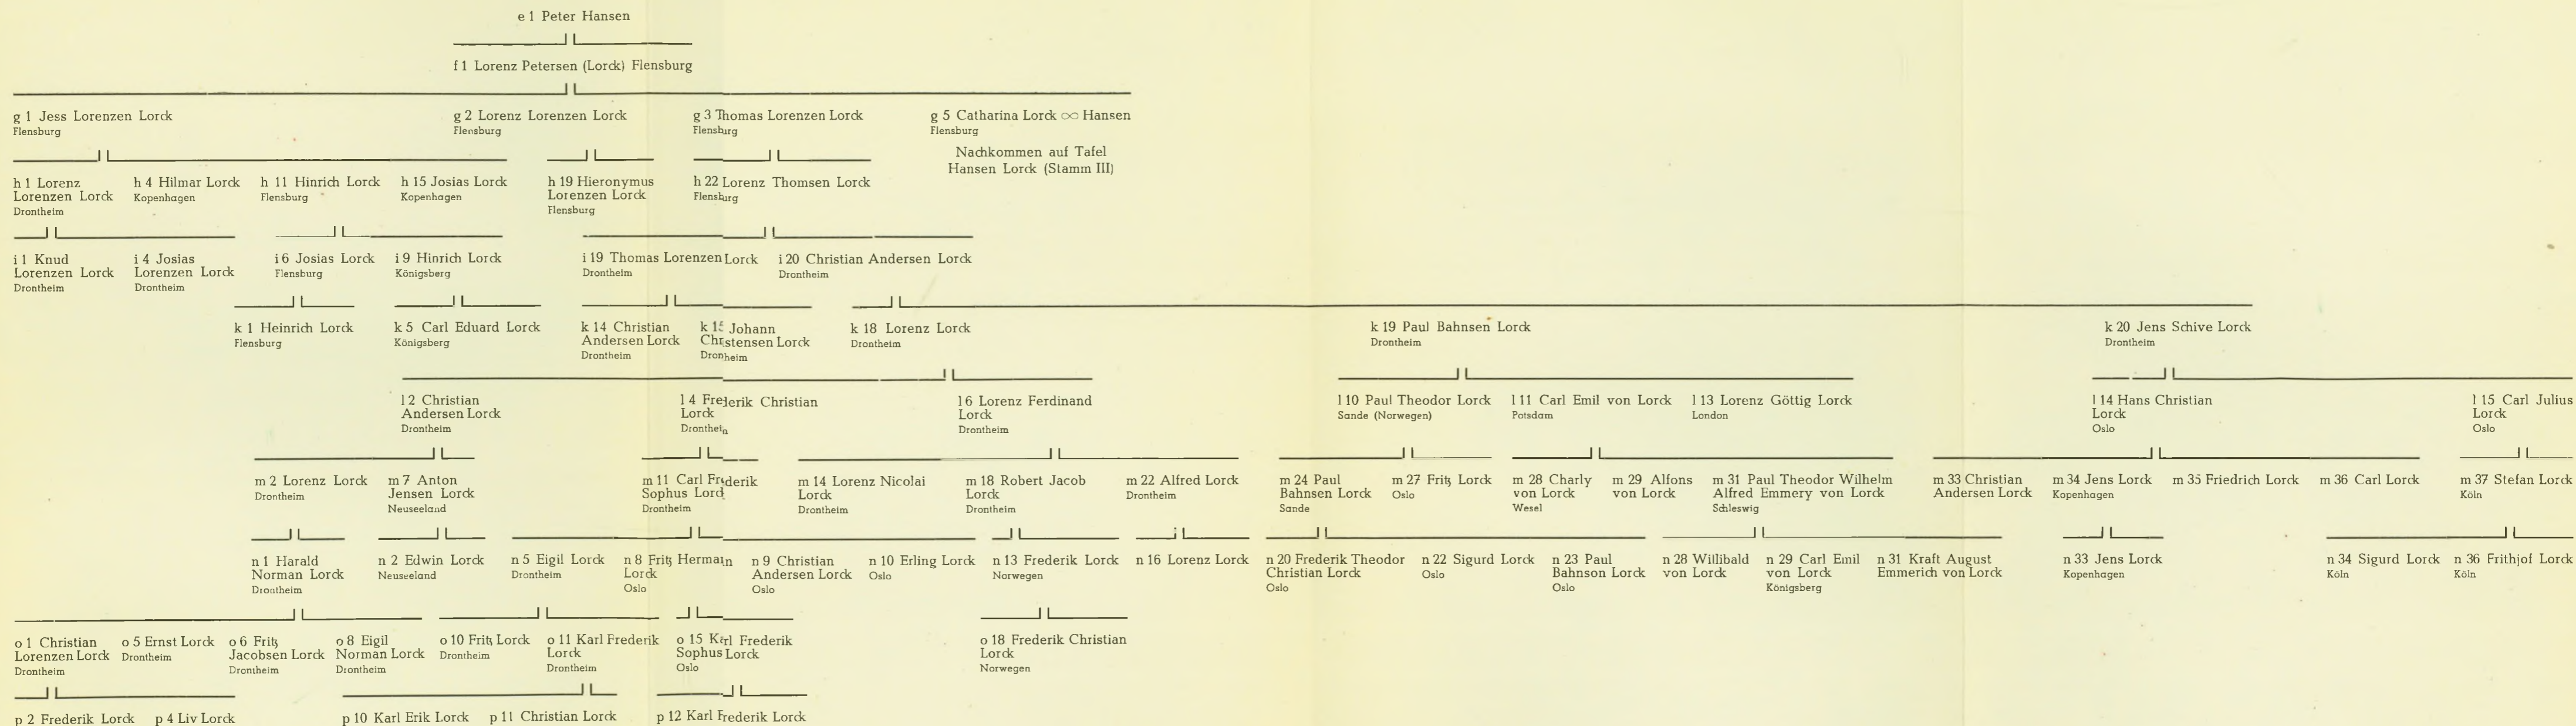 e 1 Peter Hansen
f 1 Lorenz Petersen (Lorck) Flensburg
g 1 Jess Lorenzen Lorck
Flensburg
g 2 Lorenz Lorenzen Lorck
Flensburg
g 3 Thomas Lorenzen Lorck
Flensburg
g 5 Catharina Lorck ∞ Hansen
Flensburg
Nachkommen auf Tafel
Hansen Lorck (Stamm III)
h 1 Lorenz
Lorenzen Lorck
Drontheim
h 4 Hilmar Lorck
Kopenhagen
h 11 Hinrich Lorck
Flensburg
h 15 Josias Lorck
Kopenhagen
h 19 Hieronymus
Lorenzen Lorck
Flensburg
h 22 Lorenz Thomsen Lorck
Flensburg
i 1 Knud
Lorenzen Lorck
Drontheim
i 4 Josias
Lorenzen Lorck
Drontheim
i 6 Josias Lorck
Flensburg
i 9 Hinrich Lorck
Königsberg
i 19 Thomas Lorenzen Lorck
Drontheim
i 20 Christian Andersen Lorck
Drontheim
k 1 Heinrich Lorck
Flensburg
k 5 Carl Eduard Lorck
Königsberg
k 14 Christian
Andersen Lorck
Drontheim
k 15 Johann
Christensen Lorck
Drontheim
k 18 Lorenz Lorck
Drontheim
k 19 Paul Bahnsen Lorck
Drontheim
k 20 Jens Schive Lorck
Drontheim
l 2 Christian
Andersen Lorck
Drontheim
l 4 Frederik Christian
Lorck
Drontheim
l 6 Lorenz Ferdinand
Lorck
Drontheim
l 10 Paul Theodor Lorck
Sande (Norwegen)
l 11 Carl Emil von Lorck
Potsdam
l 13 Lorenz Göttig Lorck
London
l 14 Hans Christian
Lorck
Oslo
l 15 Carl Julius
Lorck
Oslo
m 2 Lorenz Lorck
Drontheim
m 7 Anton
Jensen Lorck
Neuseeland
m 11 Carl Frederik
Sophus Lorck
Drontheim
m 14 Lorenz Nicolai
Lorck
Drontheim
m 18 Robert Jacob
Lorck
Drontheim
m 22 Alfred Lorck
Drontheim
m 24 Paul
Bahnsen Lorck
Sande
m 27 Fritz Lorck
Oslo
m 28 Charly
von Lorck
Wesel
m 29 Alfons
von Lorck
m 31 Paul Theodor Wilhelm
Alfred Emmery von Lorck
Schleswig
m 33 Christian
Andersen Lorck
m 34 Jens Lorck
Kopenhagen
m 35 Friedrich Lorck
m 36 Carl Lorck
m 37 Stefan Lorck
Köln
n 1 Harald
Norman Lorck
Drontheim
n 2 Edwin Lorck
Neuseeland
n 5 Eigil Lorck
Drontheim
n 8 Fritz Hermann
Lorck
Oslo
n 9 Christian
Andersen Lorck
Oslo
n 10 Erling Lorck
Oslo
n 13 Frederik Lorck
Norwegen
n 16 Lorenz Lorck
n 20 Frederik Theodor
Christian Lorck
Oslo
n 22 Sigurd Lorck
Oslo
n 23 Paul
Bahnson Lorck
Oslo
n 28 Willibald
von Lorck
n 29 Carl Emil
von Lorck
Königsberg
n 31 Kraft August
Emmerich von Lorck
n 33 Jens Lorck
Kopenhagen
n 34 Sigurd Lorck
Köln
n 36 Frithjof Lorck
Köln
o 1 Christian
Lorenzen Lorck
Drontheim
o 5 Ernst Lorck
Drontheim
o 6 Fritz
Jacobsen Lorck
Drontheim
o 8 Eigil
Norman Lorck
Drontheim
o 10 Fritz Lorck
Drontheim
o 11 Karl Frederik
Lorck
Drontheim
o 15 Karl Frederik
Sophus Lorck
Oslo
o 18 Frederik Christian
Lorck
Norwegen
p 2 Frederik Lorck
p 4 Liv Lorck
p 10 Karl Erik Lorck
p 11 Christian Lorck
p 12 Karl Frederik Lorck